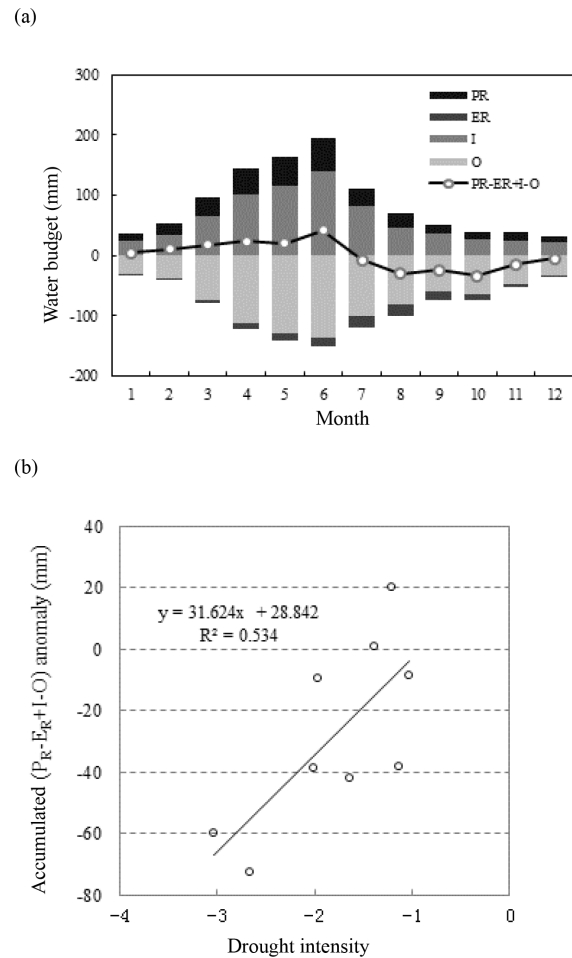 (a)
300
200
100
0
-100
-200
Water budget (mm)
PR
ER
I
O
PR-ER+I-O
1 2 3 4 5 6 7 8 9 10 11 12
Month
(b)
40
20
0
-20
-40
-60
-80
Accumulated (PR-ER+I-O) anomaly (mm)
y = 31.624x + 28.842
R² = 0.534
-4 -3 -2 -1 0
Drought intensity